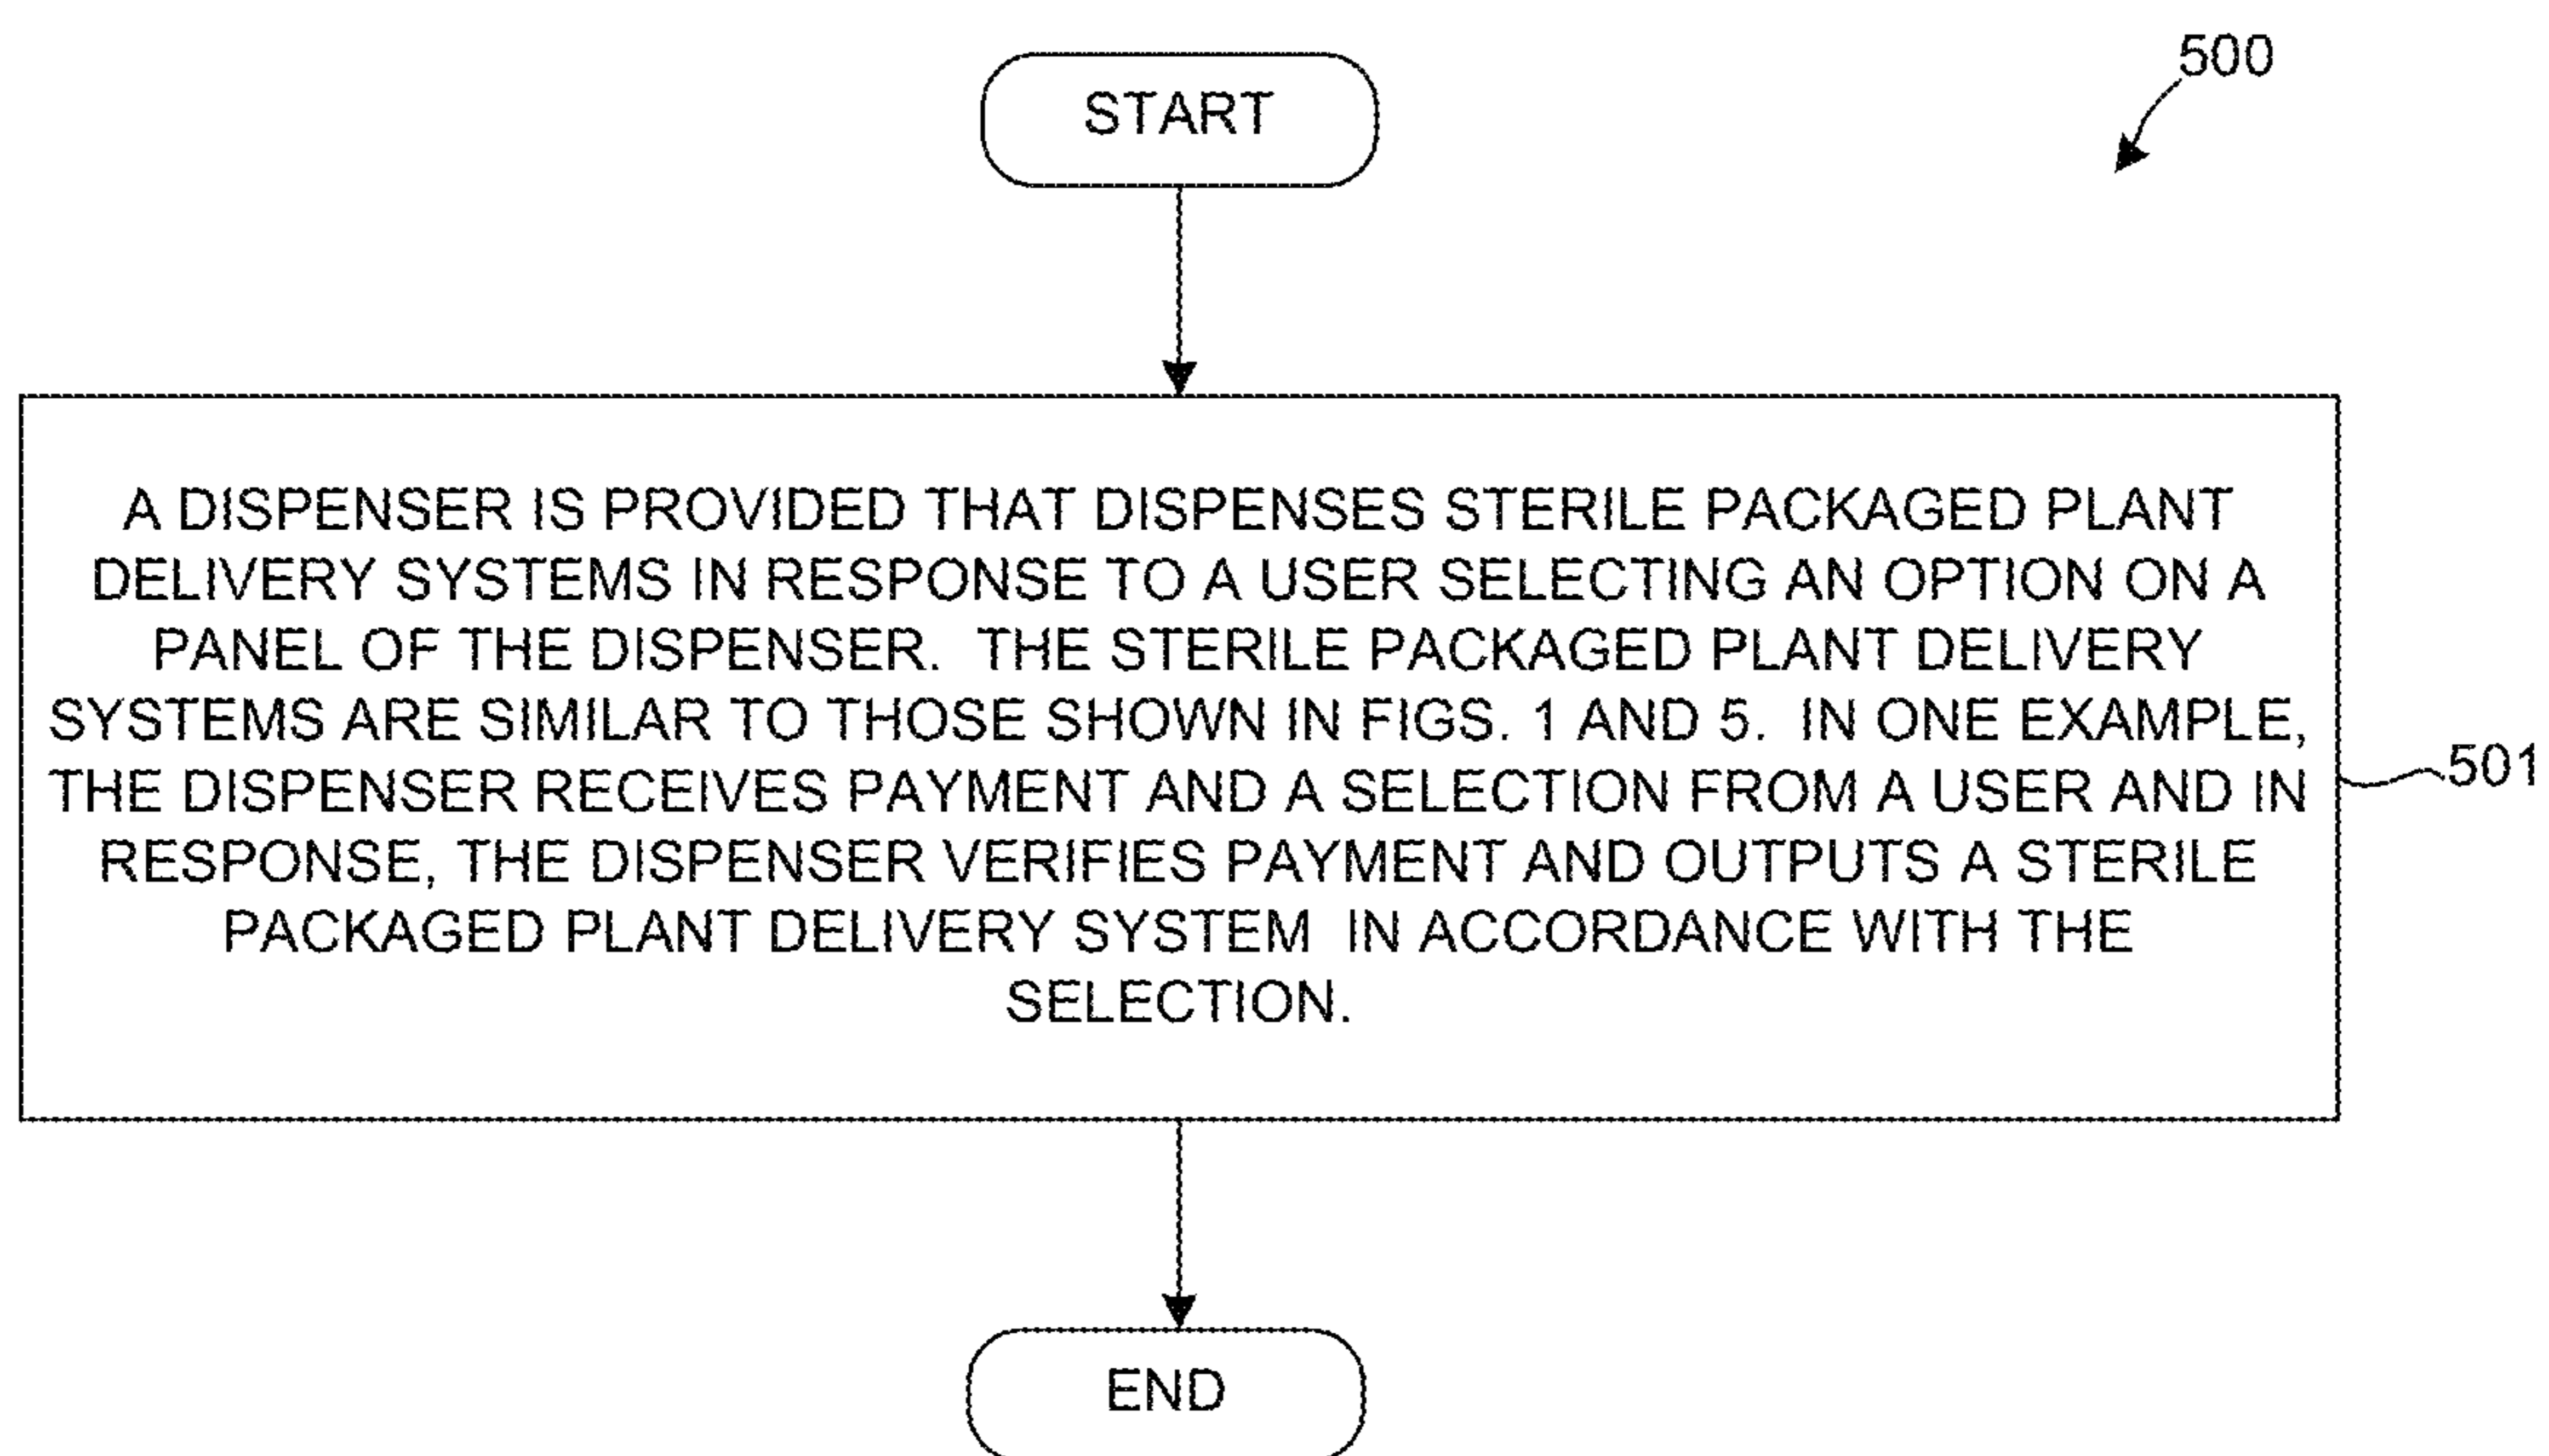 500
START
A DISPENSER IS PROVIDED THAT DISPENSES STERILE PACKAGED PLANT
DELIVERY SYSTEMS IN RESPONSE TO A USER SELECTING AN OPTION ON A
PANEL OF THE DISPENSER.  THE STERILE PACKAGED PLANT DELIVERY
SYSTEMS ARE SIMILAR TO THOSE SHOWN IN FIGS. 1 AND 5.  IN ONE EXAMPLE,
THE DISPENSER RECEIVES PAYMENT AND A SELECTION FROM A USER AND IN
RESPONSE, THE DISPENSER VERIFIES PAYMENT AND OUTPUTS A STERILE
PACKAGED PLANT DELIVERY SYSTEM  IN ACCORDANCE WITH THE
SELECTION.
501
END